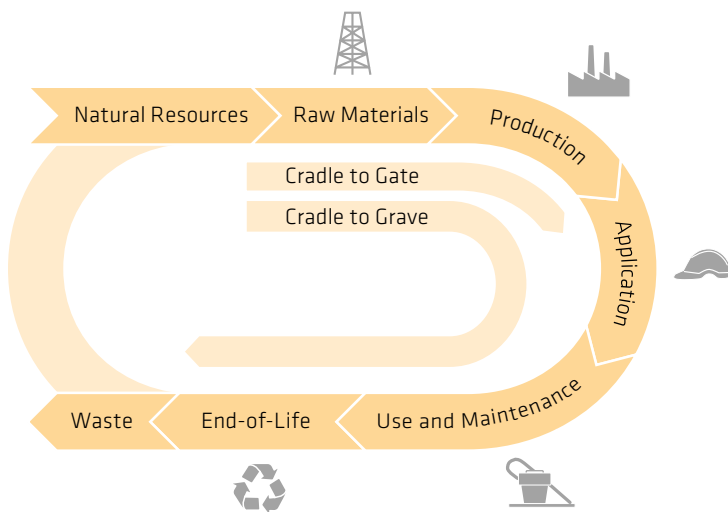 Natural Resources
Raw Materials
Production
Cradle to Gate
Cradle to Grave
Application
Use and Maintenance
End-of-Life
Waste